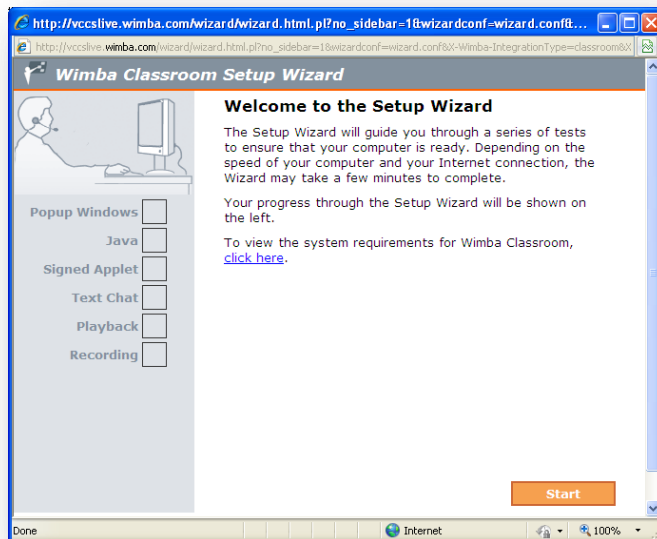 http://vccslive.wimba.com/wizard/wizard.html.pl?no_sidebar=1&wizardconf=wizard.conf&...
http://vccslive.wimba.com/wizard/wizard.html.pl?no_sidebar=1&wizardconf=wizard.conf&X-Wimba-IntegrationType=classroom&X
Wimba Classroom Setup Wizard
Welcome to the Setup Wizard
The Setup Wizard will guide you through a series of tests
to ensure that your computer is ready. Depending on the
speed of your computer and your Internet connection, the
Wizard may take a few minutes to complete.
Your progress through the Setup Wizard will be shown on
the left.
To view the system requirements for Wimba Classroom,
click here.
Popup Windows
Java
Signed Applet
Text Chat
Playback
Recording
Start
Done
Internet
100%